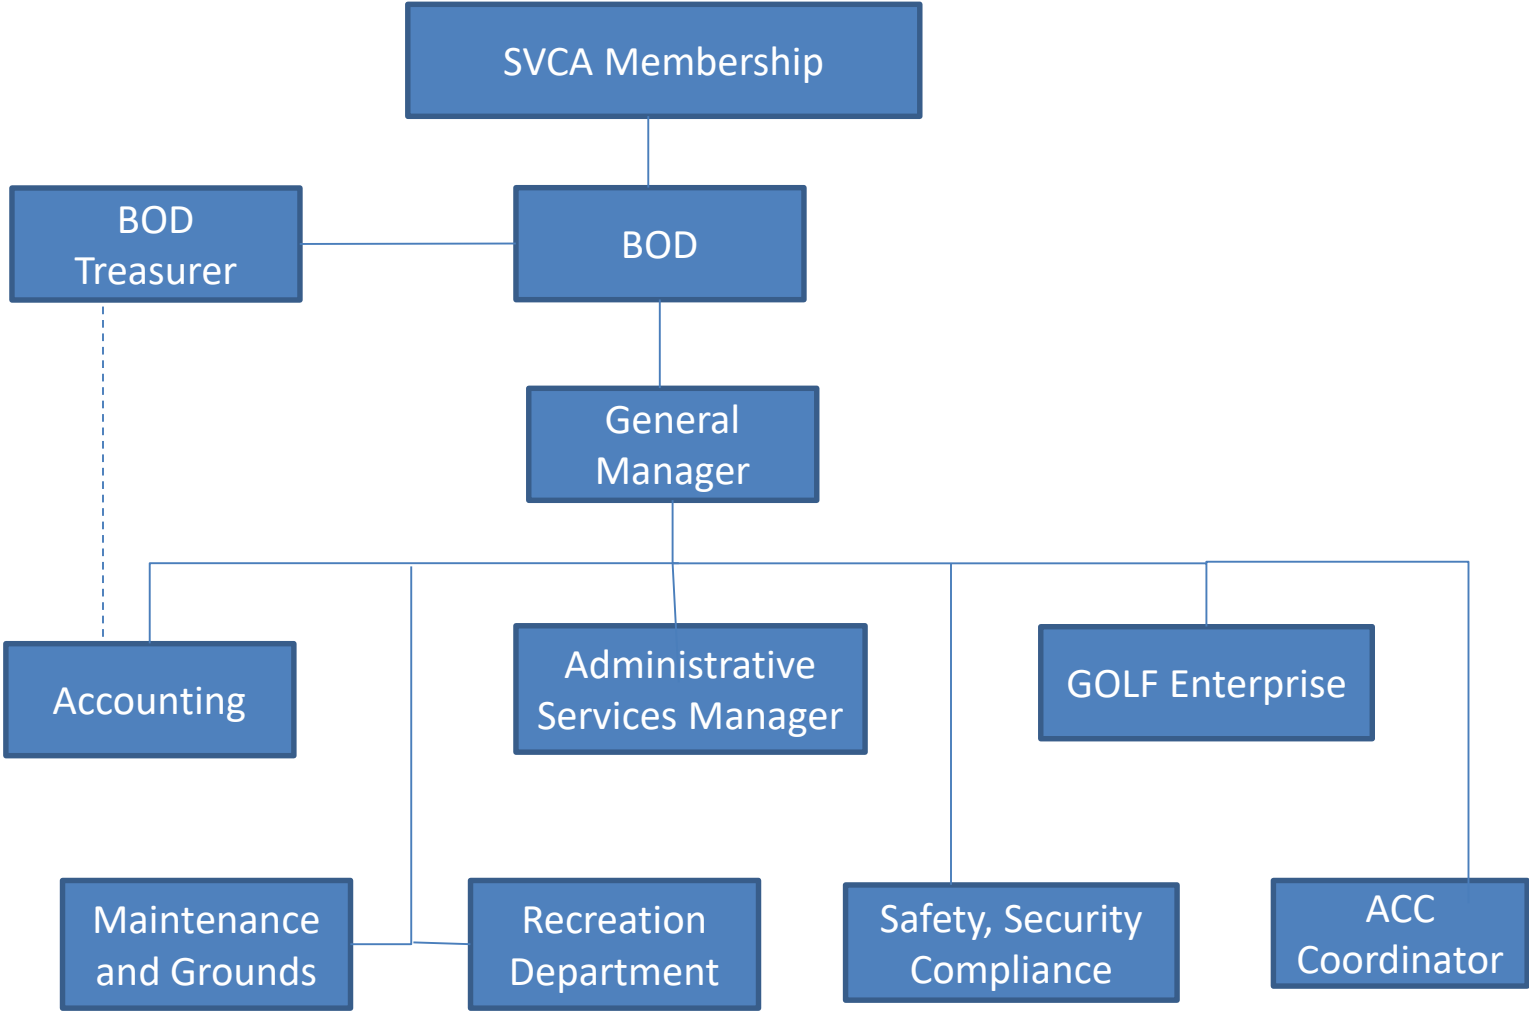 SVCA Membership
BOD
Treasurer
BOD
General
Manager
Accounting
Administrative
Services Manager
GOLF Enterprise
Maintenance
and Grounds
Recreation
Department
Safety, Security
Compliance
ACC
Coordinator